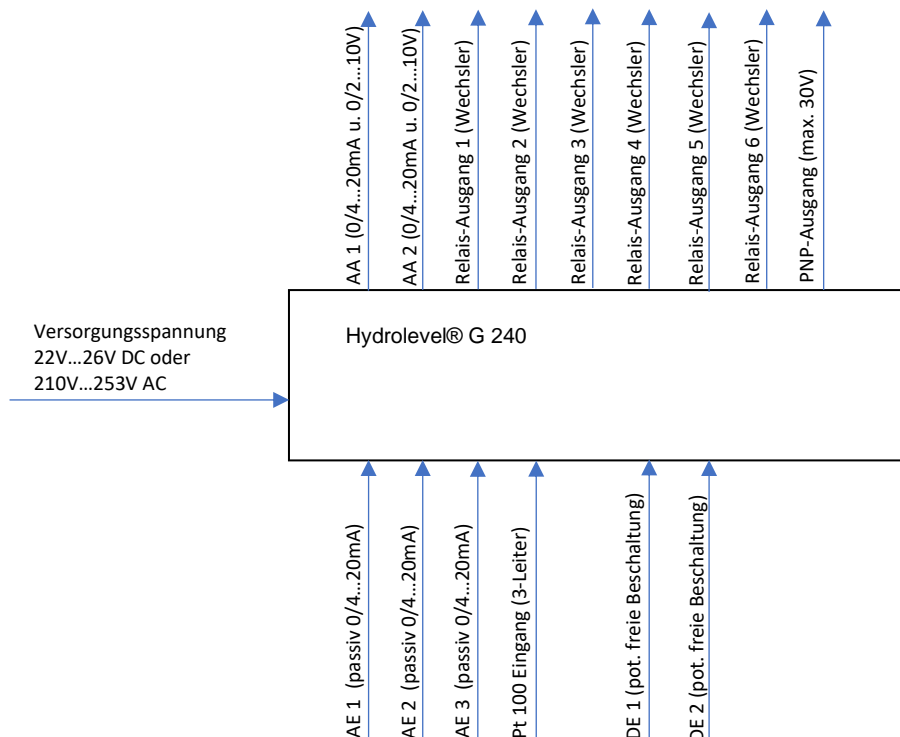 AA 1 (0/4...20mA u. 0/2...10V)
AA 2 (0/4...20mA u. 0/2...10V)
Relais-Ausgang 1 (Wechsler)
Relais-Ausgang 2 (Wechsler)
Relais-Ausgang 3 (Wechsler)
Relais-Ausgang 4 (Wechsler)
Relais-Ausgang 5 (Wechsler)
Relais-Ausgang 6 (Wechsler)
PNP-Ausgang (max. 30V)
Versorgungsspannung
22V...26V DC oder
210V...253V AC
Hydrolevel® G 240
AE 1 (passiv 0/4...20mA)
AE 2 (passiv 0/4...20mA)
AE 3 (passiv 0/4...20mA)
Pt 100 Eingang (3-Leiter)
DE 1 (pot. freie Beschaltung)
DE 2 (pot. freie Beschaltung)